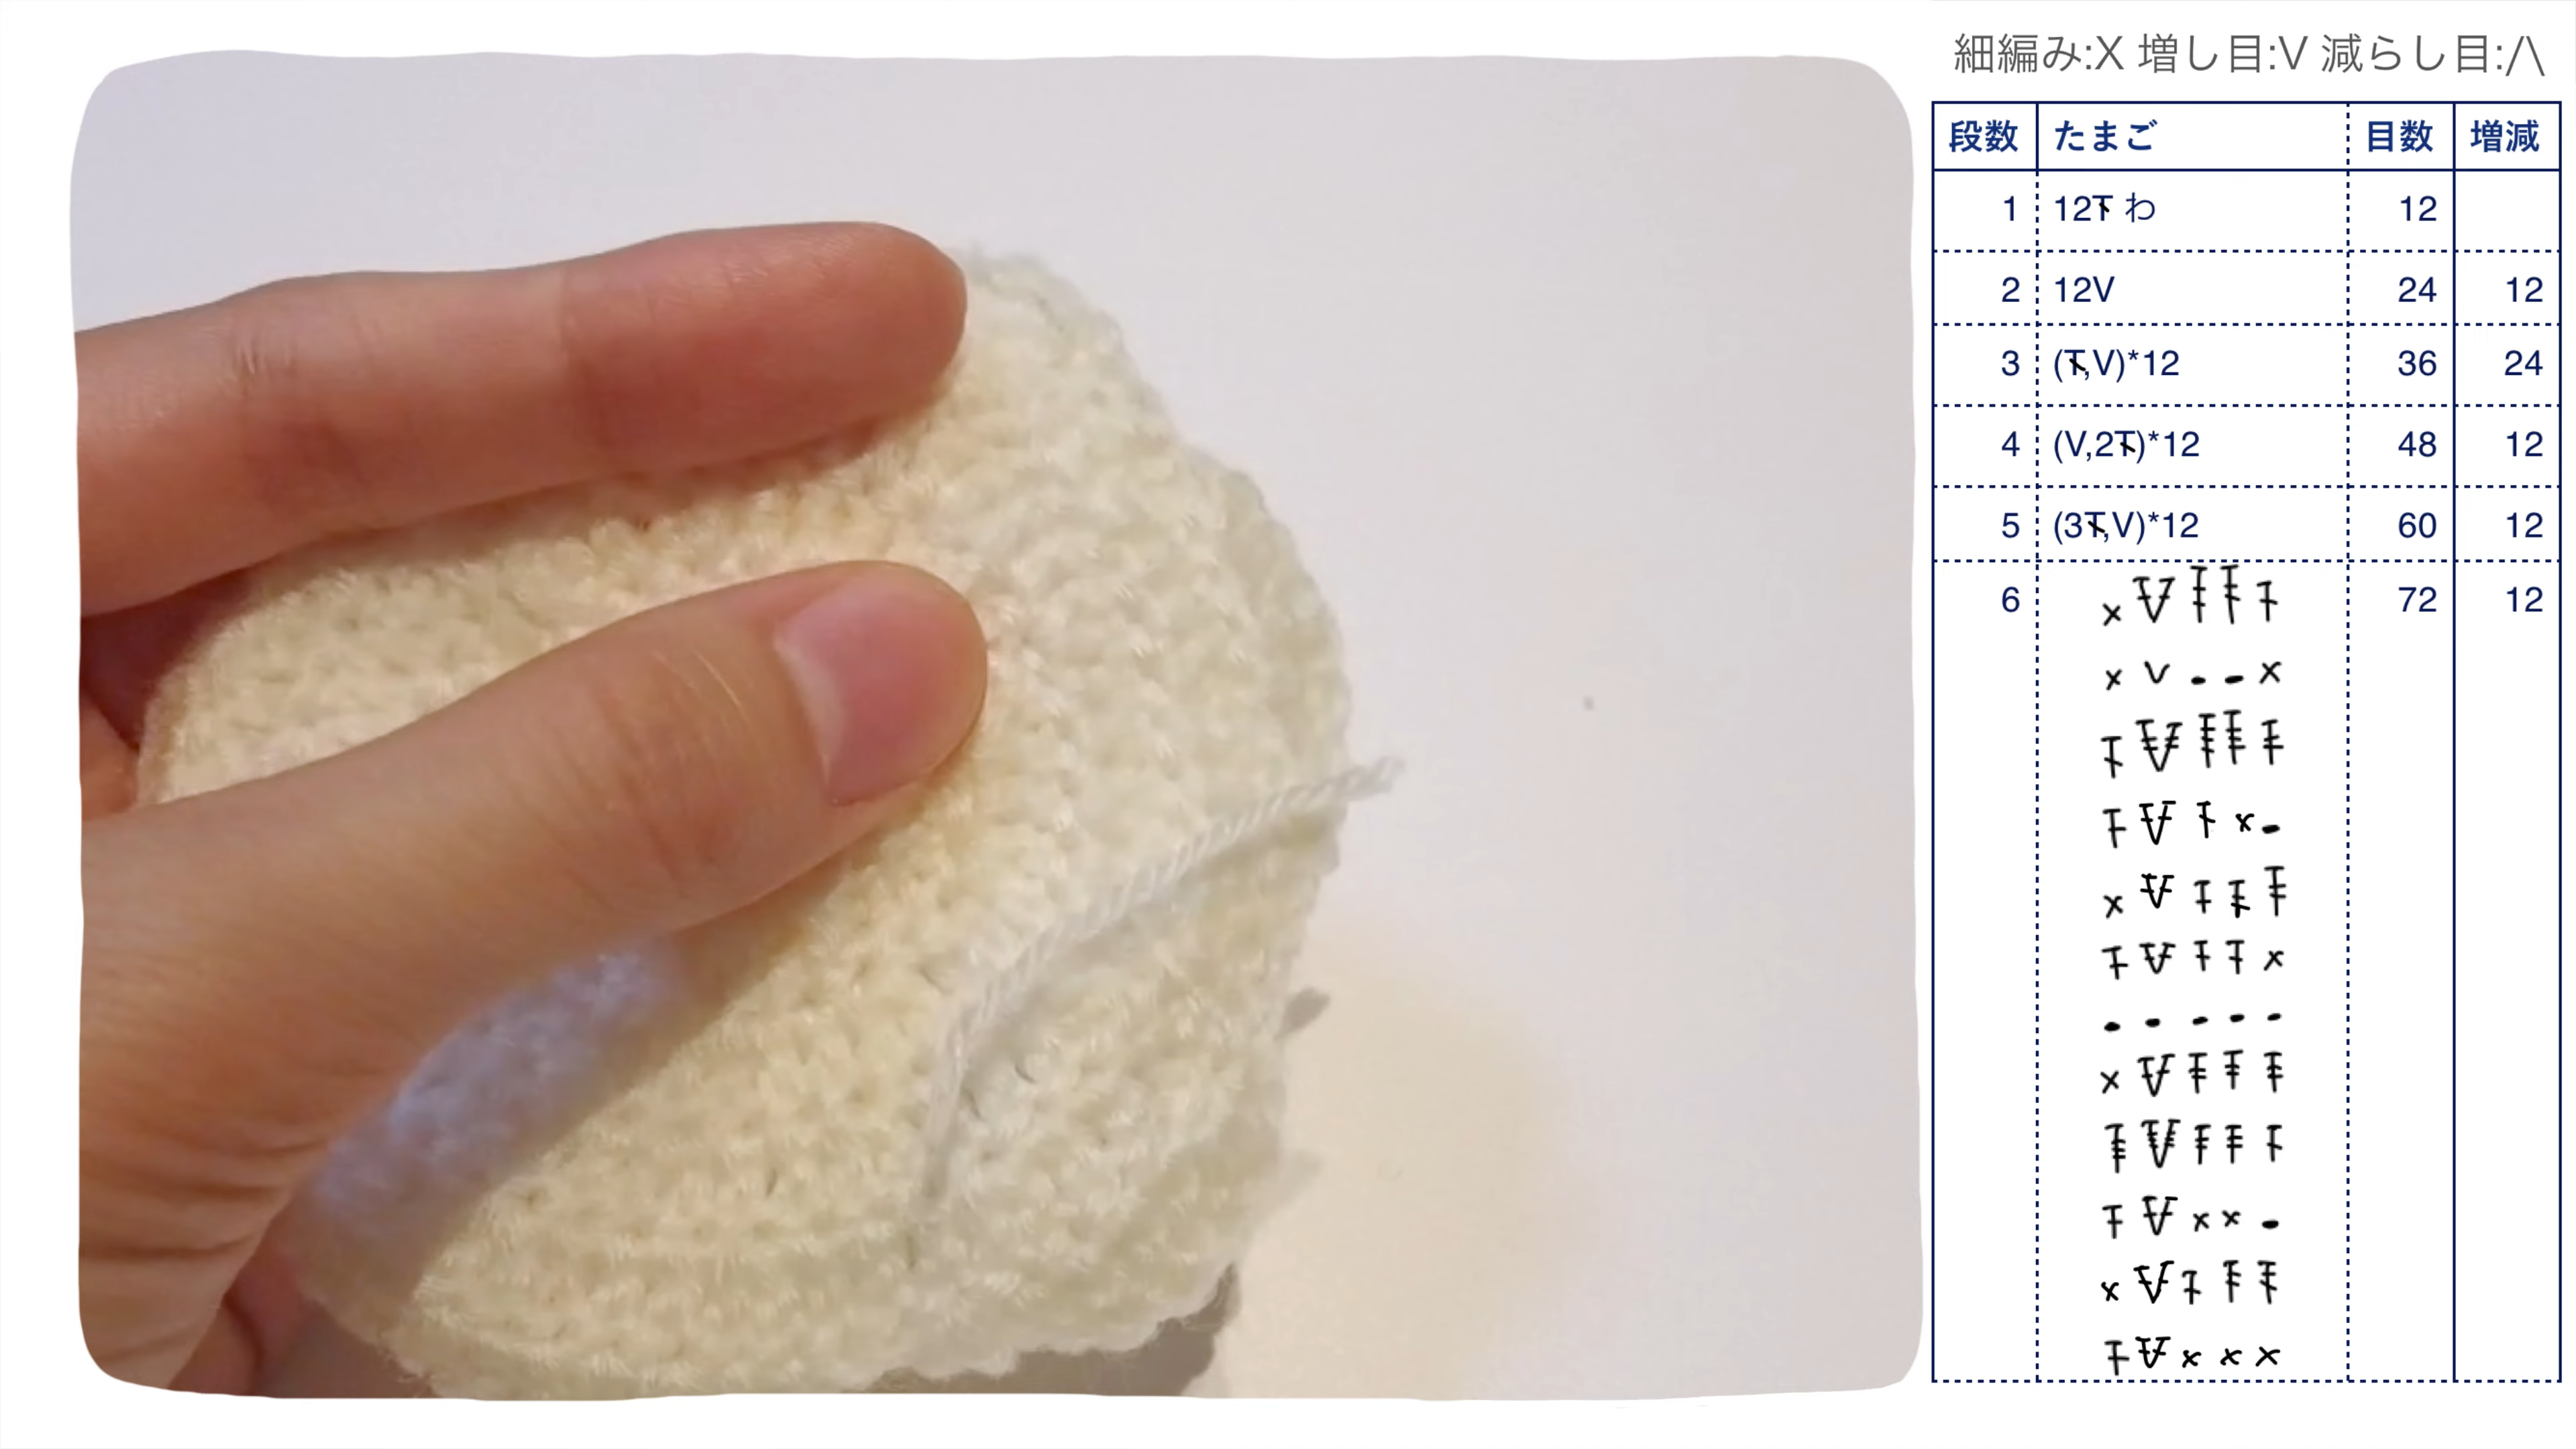 細編み:X 増し目:V 減らし目:/\
段数 たまご 目数 増減
1 12T わ 12
2 12V 24 12
3 (T,V)*12 36 24
4 (V,2T)*12 48 12
5 (3T,V)*12 60 12
6 72 12